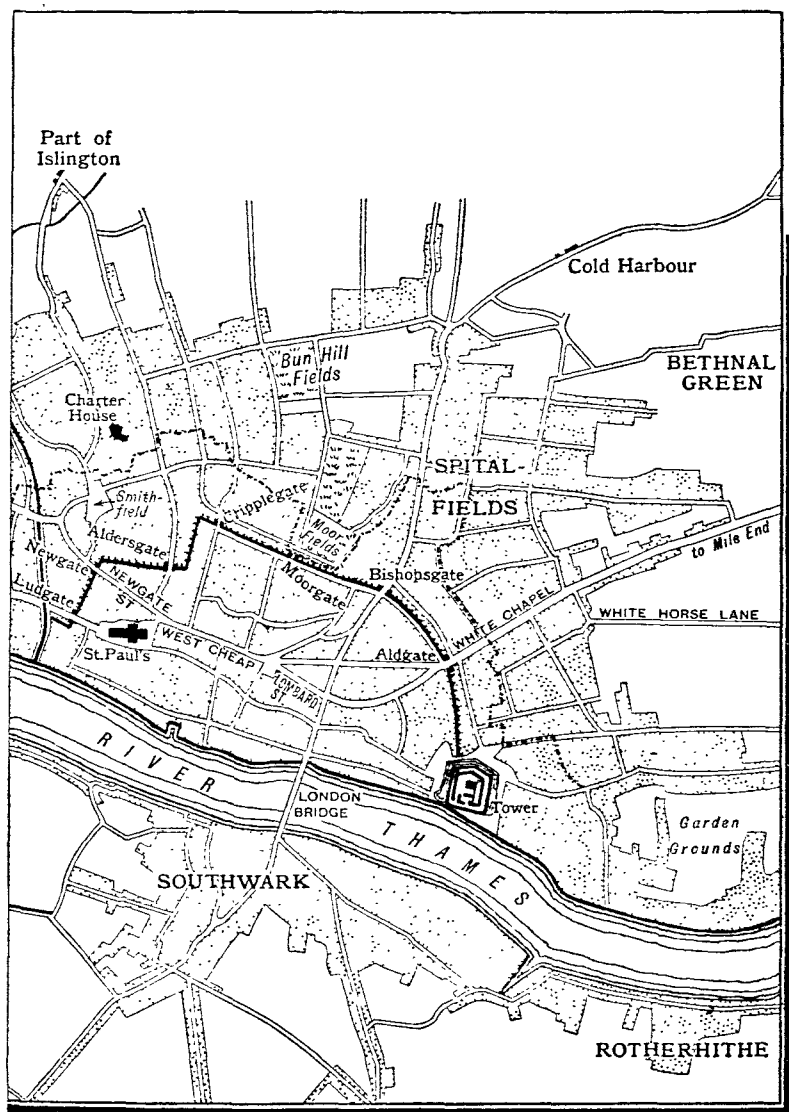 Part of
Islington
Cold Harbour
Bun Hill
Fields
BETHNAL
GREEN
Charter
House
SPITAL-
FIELDS
Smith-
field
Cripplegate
Moor
Fields
Aldersgate
Newgate
NEWGATE
ST
Moorgate
Bishopsgate
to Mile End
Ludgate
WHITE CHAPEL
WHITE HORSE LANE
St. Paul's
WEST CHEAP
Aldgate
LOMBARD
ST
RIVER
THAMES
LONDON
BRIDGE
Tower
Garden
Grounds
SOUTHWARK
ROTHERHITHE